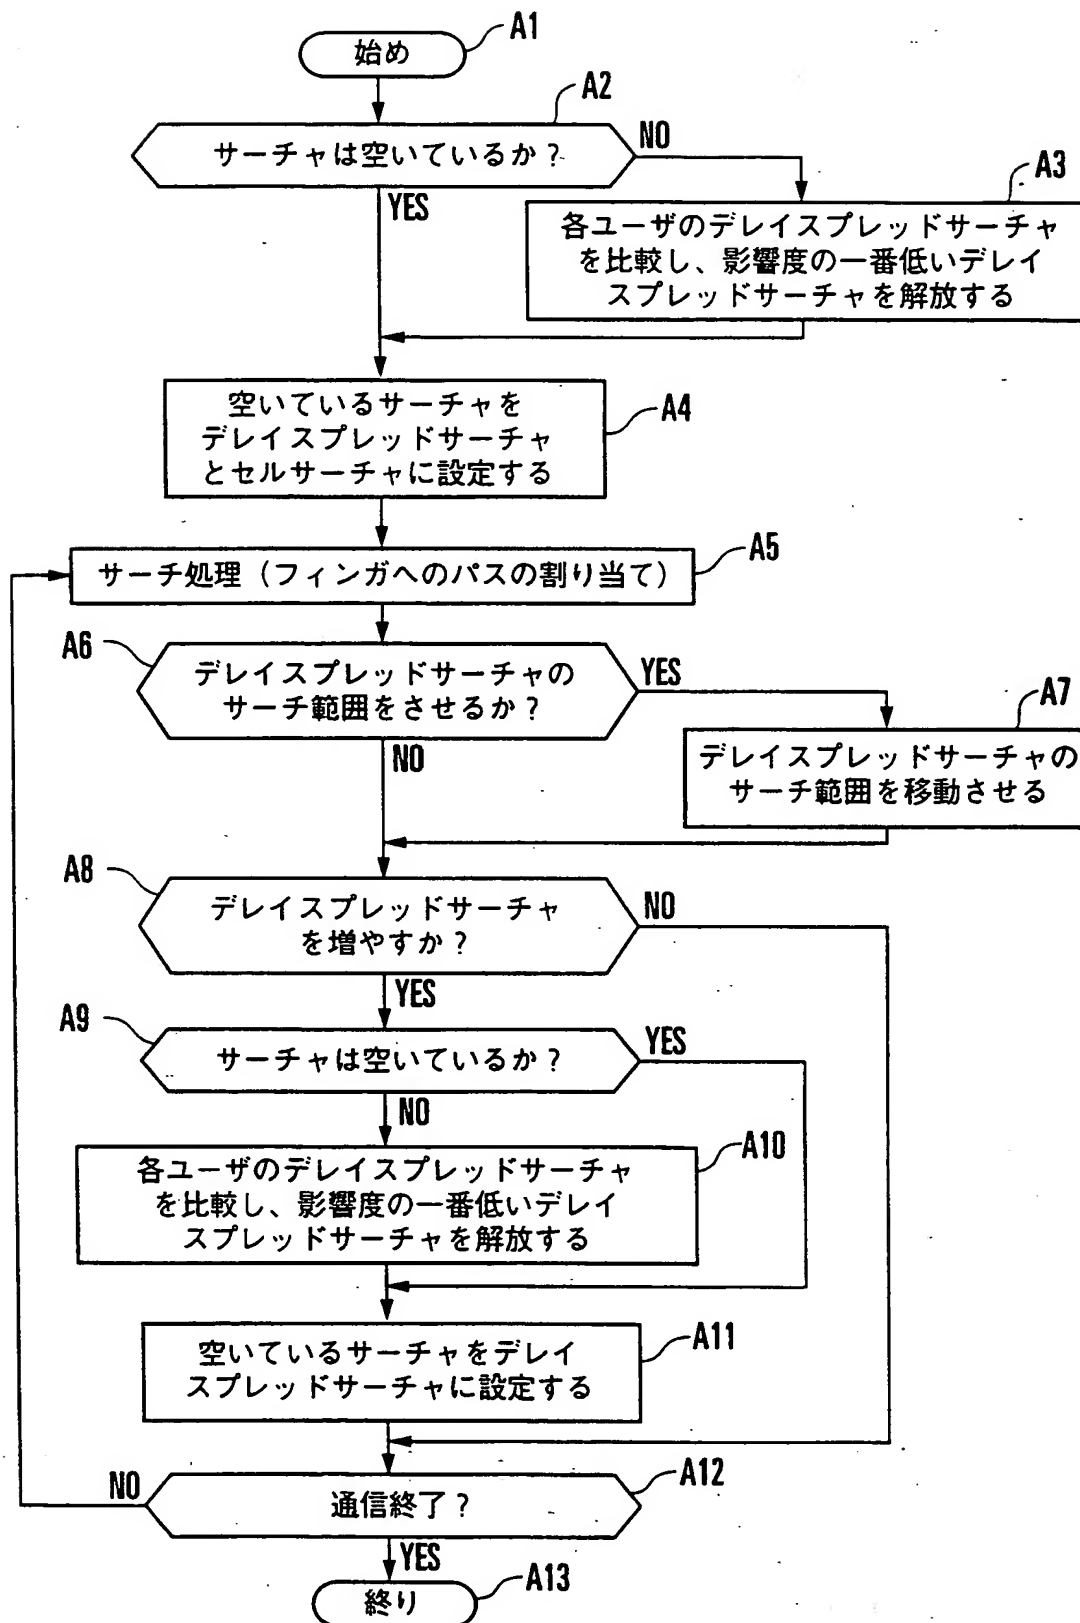 A1
始め
A2
サーチャは空いているか？
NO
YES
A3
各ユーザのデレイスプレッドサーチャ
を比較し、影響度の一番低いデレイ
スプレッドサーチャを解放する
A4
空いているサーチャを
デレイスプレッドサーチャ
とセルサーチャに設定する
A5
サーチ処理（フィンガへのパスの割り当て）
A6
デレイスプレッドサーチャの
サーチ範囲をさせるか？
YES
NO
A7
デレイスプレッドサーチャの
サーチ範囲を移動させる
A8
デレイスプレッドサーチャ
を増やすか？
NO
YES
A9
サーチャは空いているか？
YES
NO
A10
各ユーザのデレイスプレッドサーチャ
を比較し、影響度の一番低いデレイ
スプレッドサーチャを解放する
A11
空いているサーチャをデレイ
スプレッドサーチャに設定する
A12
通信終了？
NO
YES
A13
終り